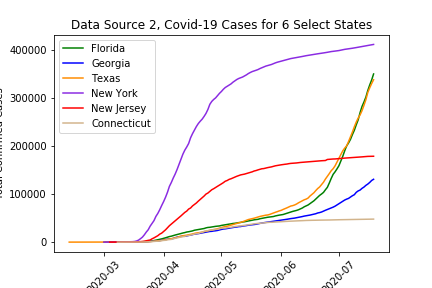 Data Source 2, Covid-19 Cases for 6 Select States
Total Confirmed Cases
400000
300000
200000
100000
0
Florida
Georgia
Texas
New York
New Jersey
Connecticut
2020-03
2020-04
2020-05
2020-06
2020-07